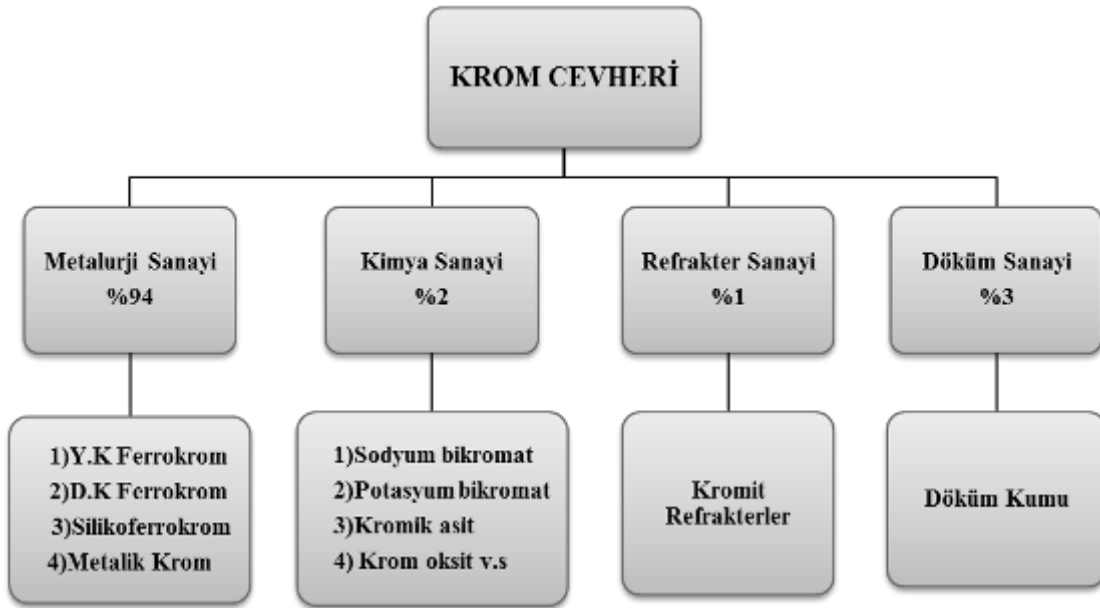 KROM CEVHERİ
Metalurji Sanayi
%94
Kimya Sanayi
%2
Refrakter Sanayi
%1
Döküm Sanayi
%3
1)Y.K Ferrokrom
2)D.K Ferrokrom
3)Silikoferrokrom
4)Metalik Krom
1)Sodyum bikromat
2)Potasyum bikromat
3)Kromik asit
4) Krom oksit v.s
Kromit
Refrakterler
Döküm Kumu